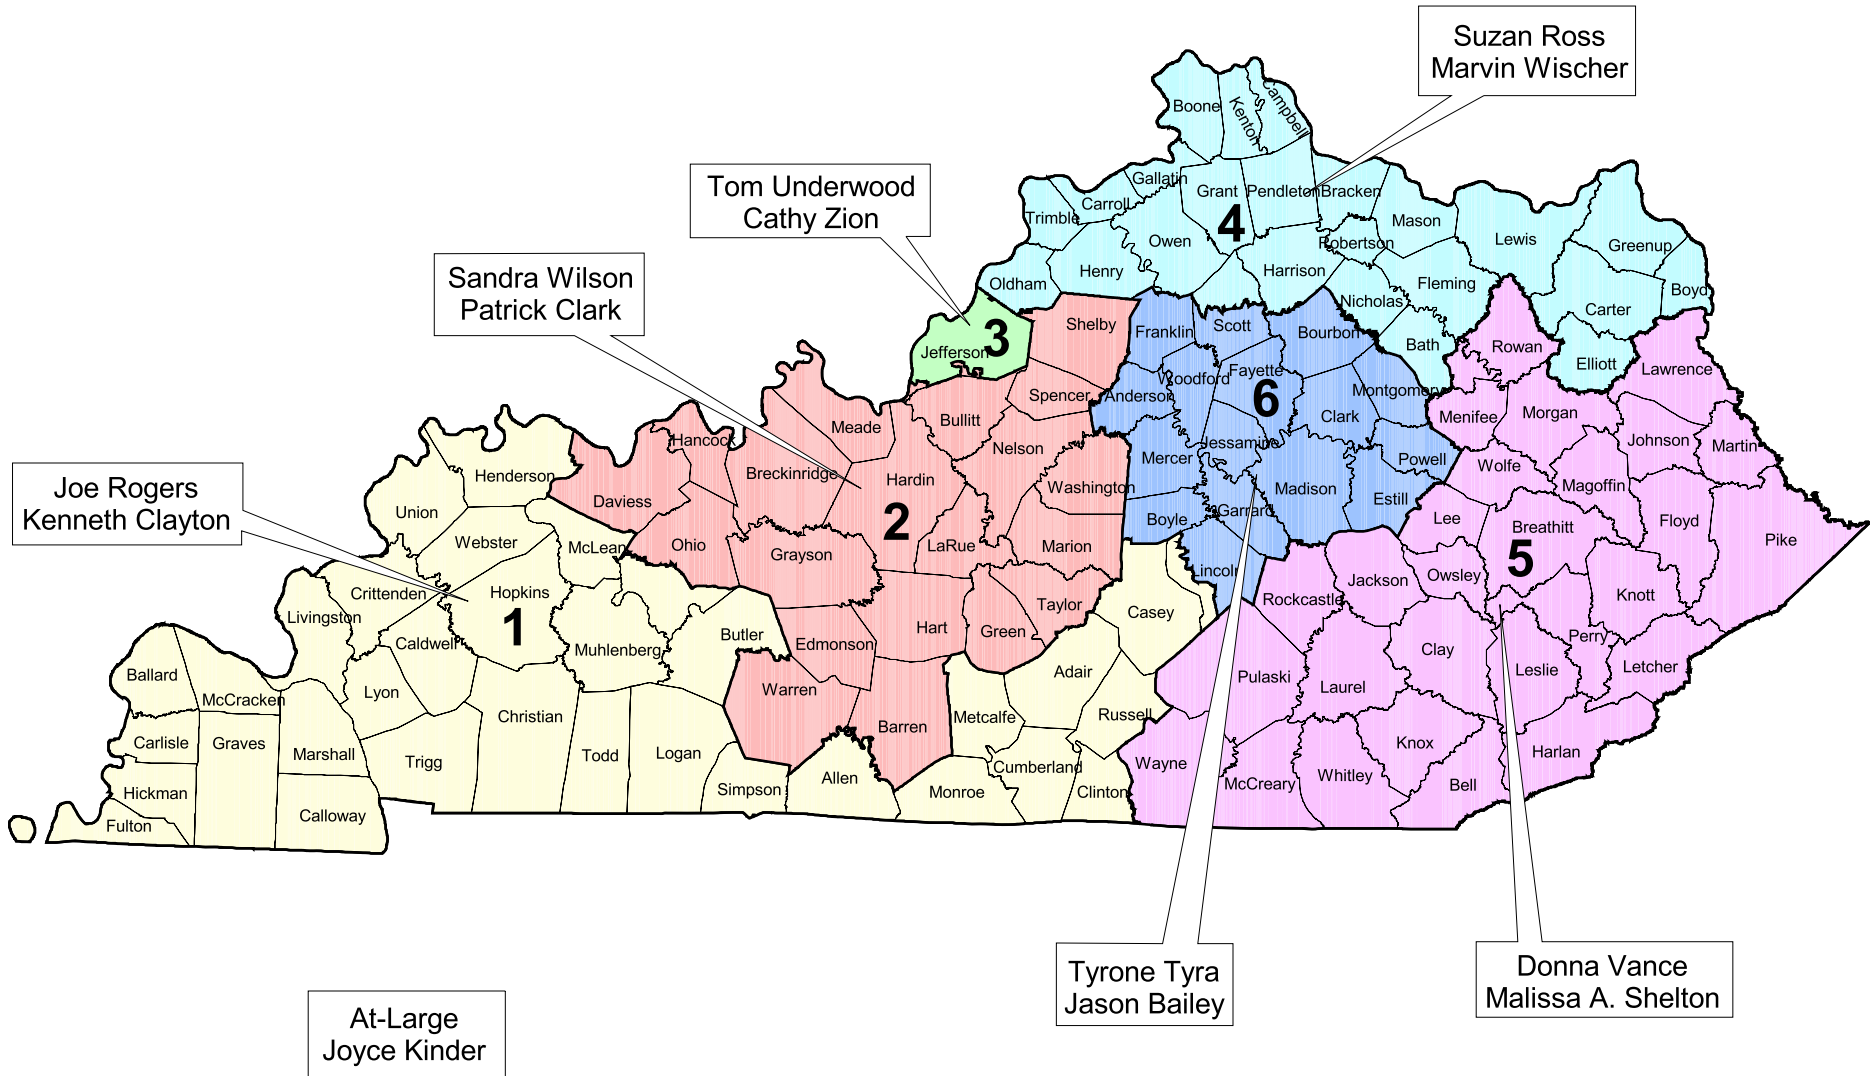 Suzan Ross
Marvin Wischer
Boone
Kenton
Campbell
Tom Underwood
Cathy Zion
Gallatin
Grant
Pendleton
Bracken
Carroll
Trimble
Mason
4
Owen
Robertson
Lewis
Greenup
Sandra Wilson
Patrick Clark
Henry
Harrison
Oldham
Fleming
Boyd
Nicholas
Carter
Shelby
Franklin
Scott
Bourbon
3
Jefferson
Bath
Rowan
Elliott
Woodford
Fayette
Lawrence
Spencer
Anderson
6
Montgomery
Meade
Bullitt
Clark
Menifee
Morgan
Hancock
Nelson
Jessamine
Johnson
Martin
Henderson
Breckinridge
Hardin
Mercer
Powell
Wolfe
Joe Rogers
Kenneth Clayton
Daviess
Washington
Madison
Estill
Magoffin
Union
2
Boyle
Garrard
Lee
Breathitt
Floyd
Webster
McLean
Ohio
Grayson
LaRue
Marion
Pike
5
Lincoln
Jackson
Owsley
Crittenden
Hopkins
Rockcastle
Knott
Livingston
1
Taylor
Casey
Caldwell
Muhlenberg
Butler
Edmonson
Hart
Green
Perry
Clay
Ballard
McCracken
Lyon
Warren
Adair
Pulaski
Laurel
Leslie
Letcher
Carlisle
Graves
Marshall
Christian
Barren
Metcalfe
Russell
Trigg
Todd
Logan
Knox
Harlan
Hickman
Simpson
Allen
Monroe
Cumberland
Clinton
Wayne
McCreary
Whitley
Bell
Fulton
Calloway
Tyrone Tyra
Jason Bailey
Donna Vance
Malissa A. Shelton
At-Large
Joyce Kinder